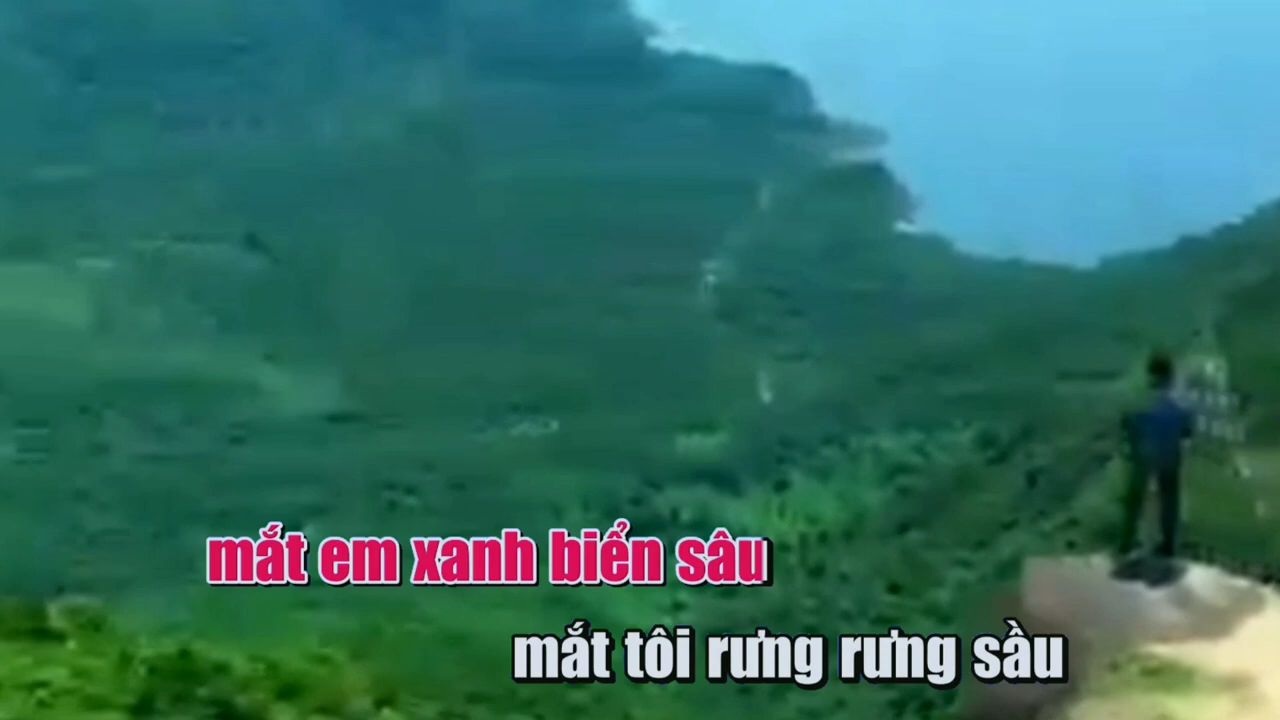 mắt em xanh biển sâu
mắt tôi rưng rưng sầu